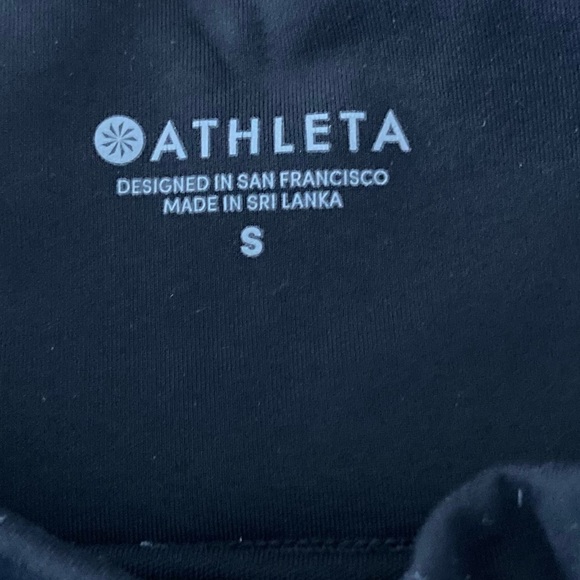 ATHLETA
DESIGNED IN SAN FRANCISCO
MADE IN SRI LANKA
S